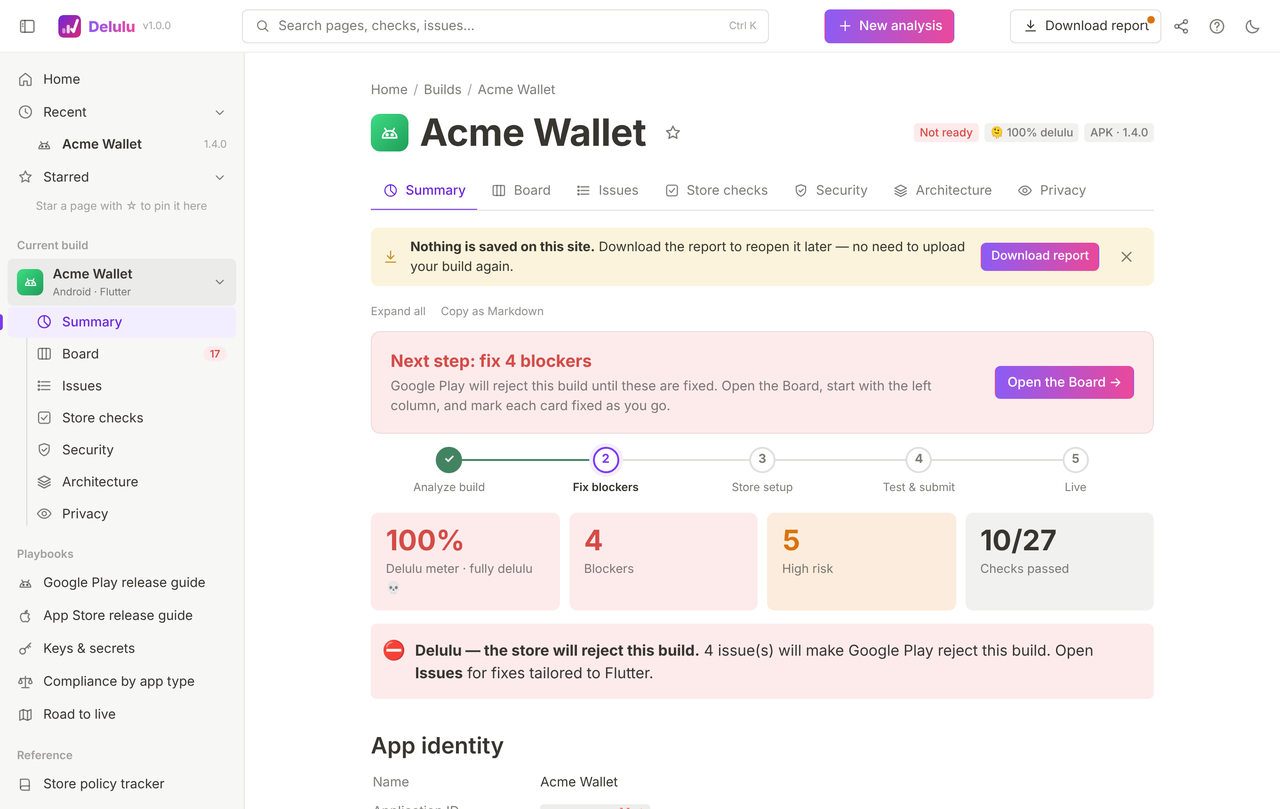 Delulu v1.0.0
Search pages, checks, issues... Ctrl K
+ New analysis
Download report
Home
Recent
Acme Wallet 1.4.0
Starred
Star a page with ☆ to pin it here
Current build
Acme Wallet
Android · Flutter
Summary
Board 17
Issues
Store checks
Security
Architecture
Privacy
Playbooks
Google Play release guide
App Store release guide
Keys & secrets
Compliance by app type
Road to live
Reference
Store policy tracker
Home / Builds / Acme Wallet
Acme Wallet
Not ready 🤔 100% delulu APK · 1.4.0
Summary Board Issues Store checks Security Architecture Privacy
Nothing is saved on this site. Download the report to reopen it later — no need to upload
your build again.
Download report
Expand all Copy as Markdown
Next step: fix 4 blockers
Google Play will reject this build until these are fixed. Open the Board, start with the left
column, and mark each card fixed as you go.
Open the Board →
2 3 4 5
Analyze build Fix blockers Store setup Test & submit Live
100% 4 5 10/27
Delulu meter · fully delulu Blockers High risk Checks passed
💀
⛔ Delulu — the store will reject this build. 4 issue(s) will make Google Play reject this build. Open
Issues for fixes tailored to Flutter.
App identity
Name Acme Wallet